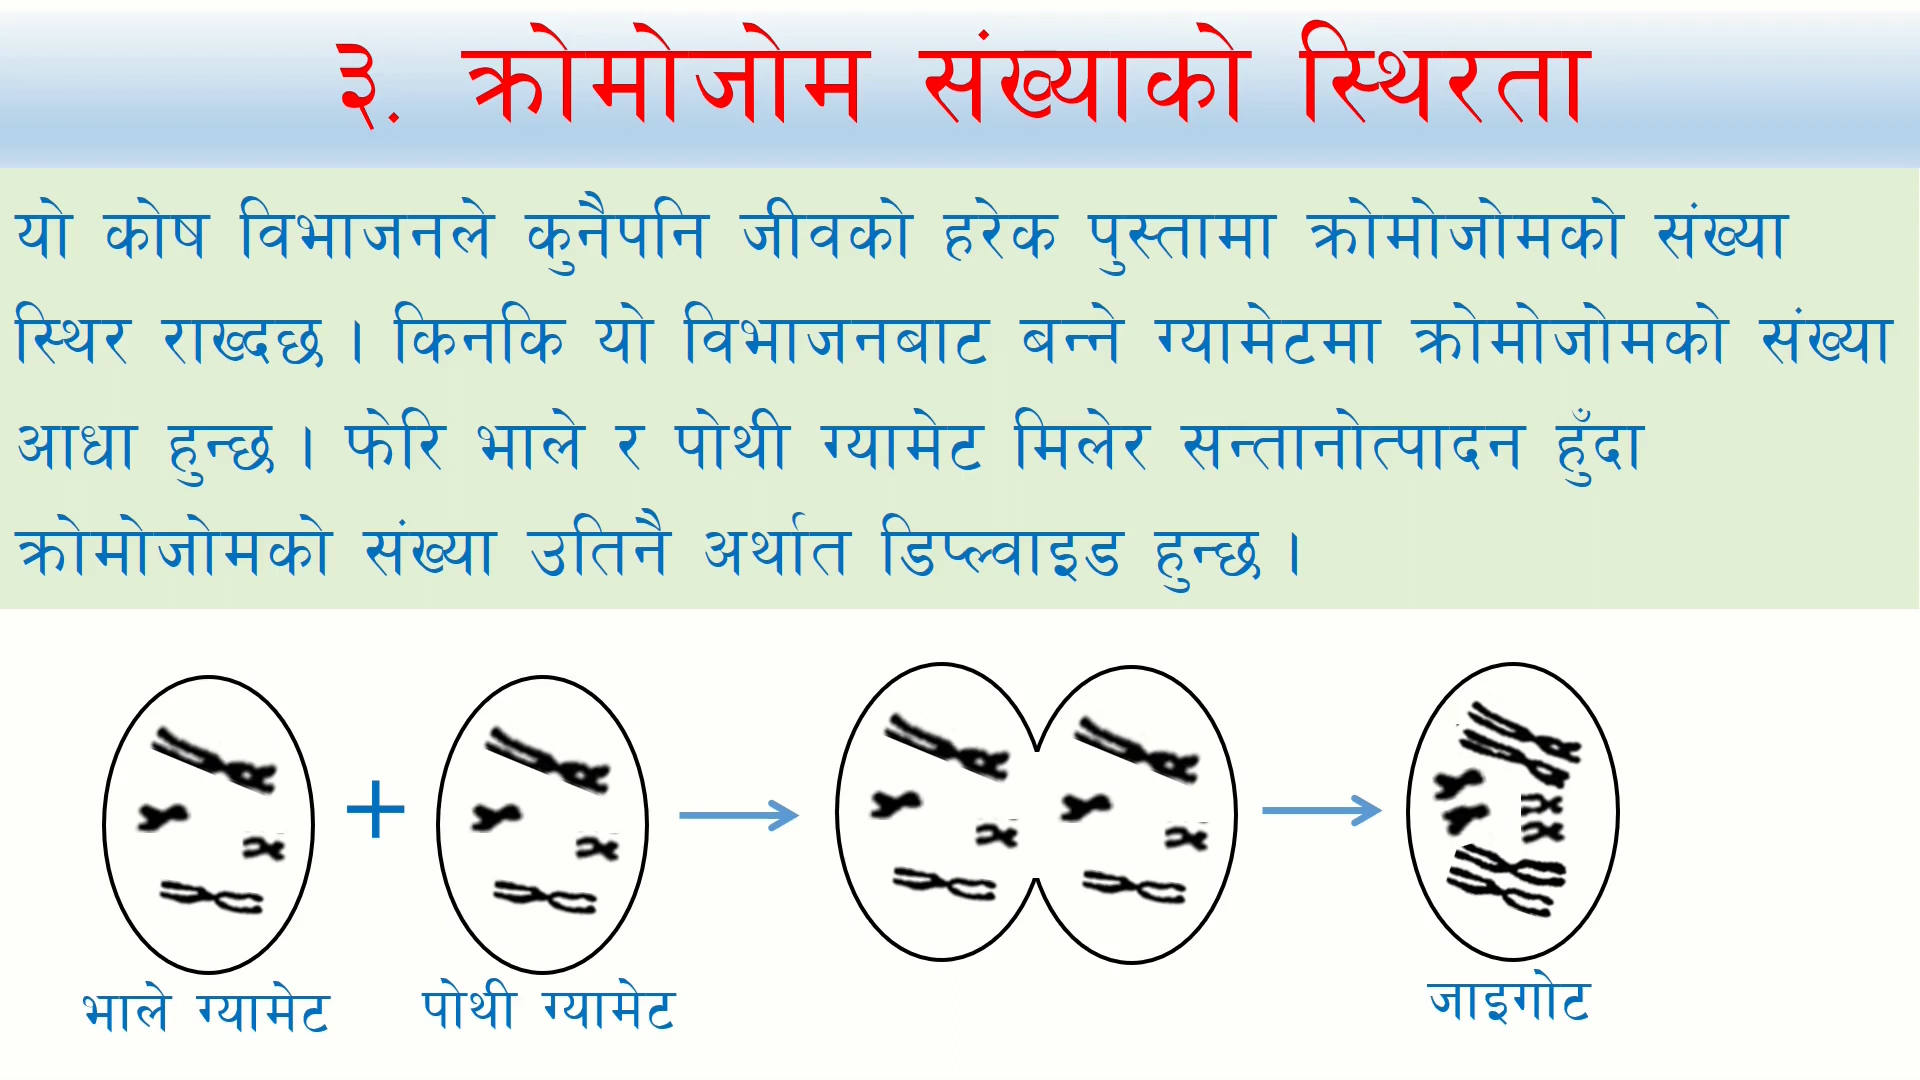 ३. क्रोमोजोम संख्याको स्थिरता
यो कोष विभाजनले कुनैपनि जीवको हरेक पुस्तामा क्रोमोजोमको संख्या
स्थिर राख्दछ । किनकि यो विभाजनबाट बन्ने ग्यामेटमा क्रोमोजोमको संख्या
आधा हुन्छ । फेरि भाले र पोथी ग्यामेट मिलेर सन्तानोत्पादन हुँदा
क्रोमोजोमको संख्या उतिनै अर्थात डिप्ल्वाइड हुन्छ ।
+
भाले ग्यामेट पोथी ग्यामेट जाइगोट